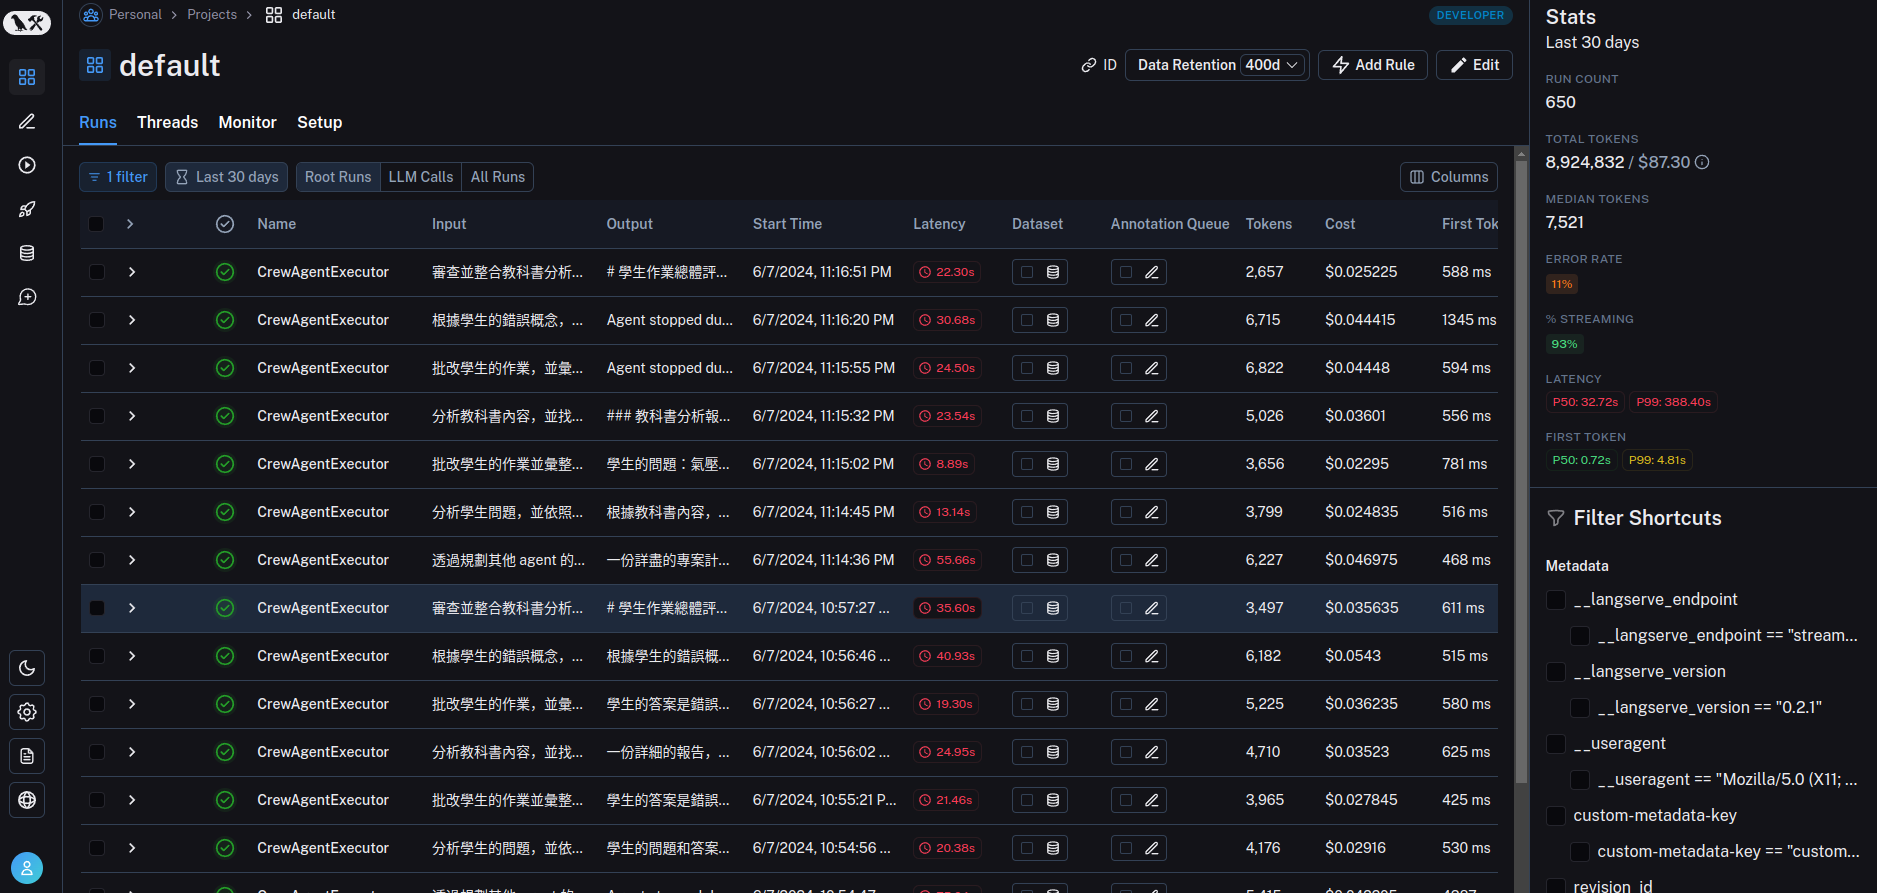 Personal > Projects > default
DEVELOPER
default
ID
Data Retention 400d
Add Rule
Edit
Runs Threads Monitor Setup
1 filter Last 30 days Root Runs LLM Calls All Runs Columns
Name Input Output Start Time Latency Dataset Annotation Queue Tokens Cost First Tok
CrewAgentExecutor 審查並整合教科書分析... # 學生作業總體評... 6/7/2024, 11:16:51 PM 22.30s 2,657 $0.025225 588 ms
CrewAgentExecutor 根據學生的錯誤概念，... Agent stopped du... 6/7/2024, 11:16:20 PM 30.68s 6,715 $0.044415 1345 ms
CrewAgentExecutor 批改學生的作業，並彙... Agent stopped du... 6/7/2024, 11:15:55 PM 24.50s 6,822 $0.04448 594 ms
CrewAgentExecutor 分析教科書內容，並找... ### 教科書分析報... 6/7/2024, 11:15:32 PM 23.54s 5,026 $0.03601 556 ms
CrewAgentExecutor 批改學生的作業並彙整... 學生的問題：氣壓... 6/7/2024, 11:15:02 PM 8.89s 3,656 $0.02295 781 ms
CrewAgentExecutor 分析學生問題，並依照... 根據教科書內容，... 6/7/2024, 11:14:45 PM 13.14s 3,799 $0.024835 516 ms
CrewAgentExecutor 透過規劃其他 agent 的... 一份詳盡的專案計... 6/7/2024, 11:14:36 PM 55.66s 6,227 $0.046975 468 ms
CrewAgentExecutor 審查並整合教科書分析... # 學生作業總體評... 6/7/2024, 10:57:27 ... 35.60s 3,497 $0.035635 611 ms
CrewAgentExecutor 根據學生的錯誤概念，... 根據學生的錯誤概... 6/7/2024, 10:56:46 ... 40.93s 6,182 $0.0543 515 ms
CrewAgentExecutor 批改學生的作業，並彙... 學生的答案是錯誤... 6/7/2024, 10:56:27 ... 19.30s 5,225 $0.036235 580 ms
CrewAgentExecutor 分析教科書內容，並找... 一份詳細的報告，... 6/7/2024, 10:56:02 ... 24.95s 4,710 $0.03523 625 ms
CrewAgentExecutor 批改學生的作業並彙整... 學生的答案是錯誤... 6/7/2024, 10:55:21 P... 21.46s 3,965 $0.027845 425 ms
CrewAgentExecutor 分析學生的問題，並依... 學生的問題和答案... 6/7/2024, 10:54:56 ... 20.38s 4,176 $0.02916 530 ms
Stats
Last 30 days
RUN COUNT
650
TOTAL TOKENS
8,924,832 / $87.30
MEDIAN TOKENS
7,521
ERROR RATE
11%
% STREAMING
93%
LATENCY
P50: 32.72s P99: 388.40s
FIRST TOKEN
P50: 0.72s P99: 4.81s
Filter Shortcuts
Metadata
__langserve_endpoint
__langserve_endpoint == "stream...
__langserve_version
__langserve_version == "0.2.1"
__useragent
__useragent == "Mozilla/5.0 (X11; ...
custom-metadata-key
custom-metadata-key == "custom...
revision_id